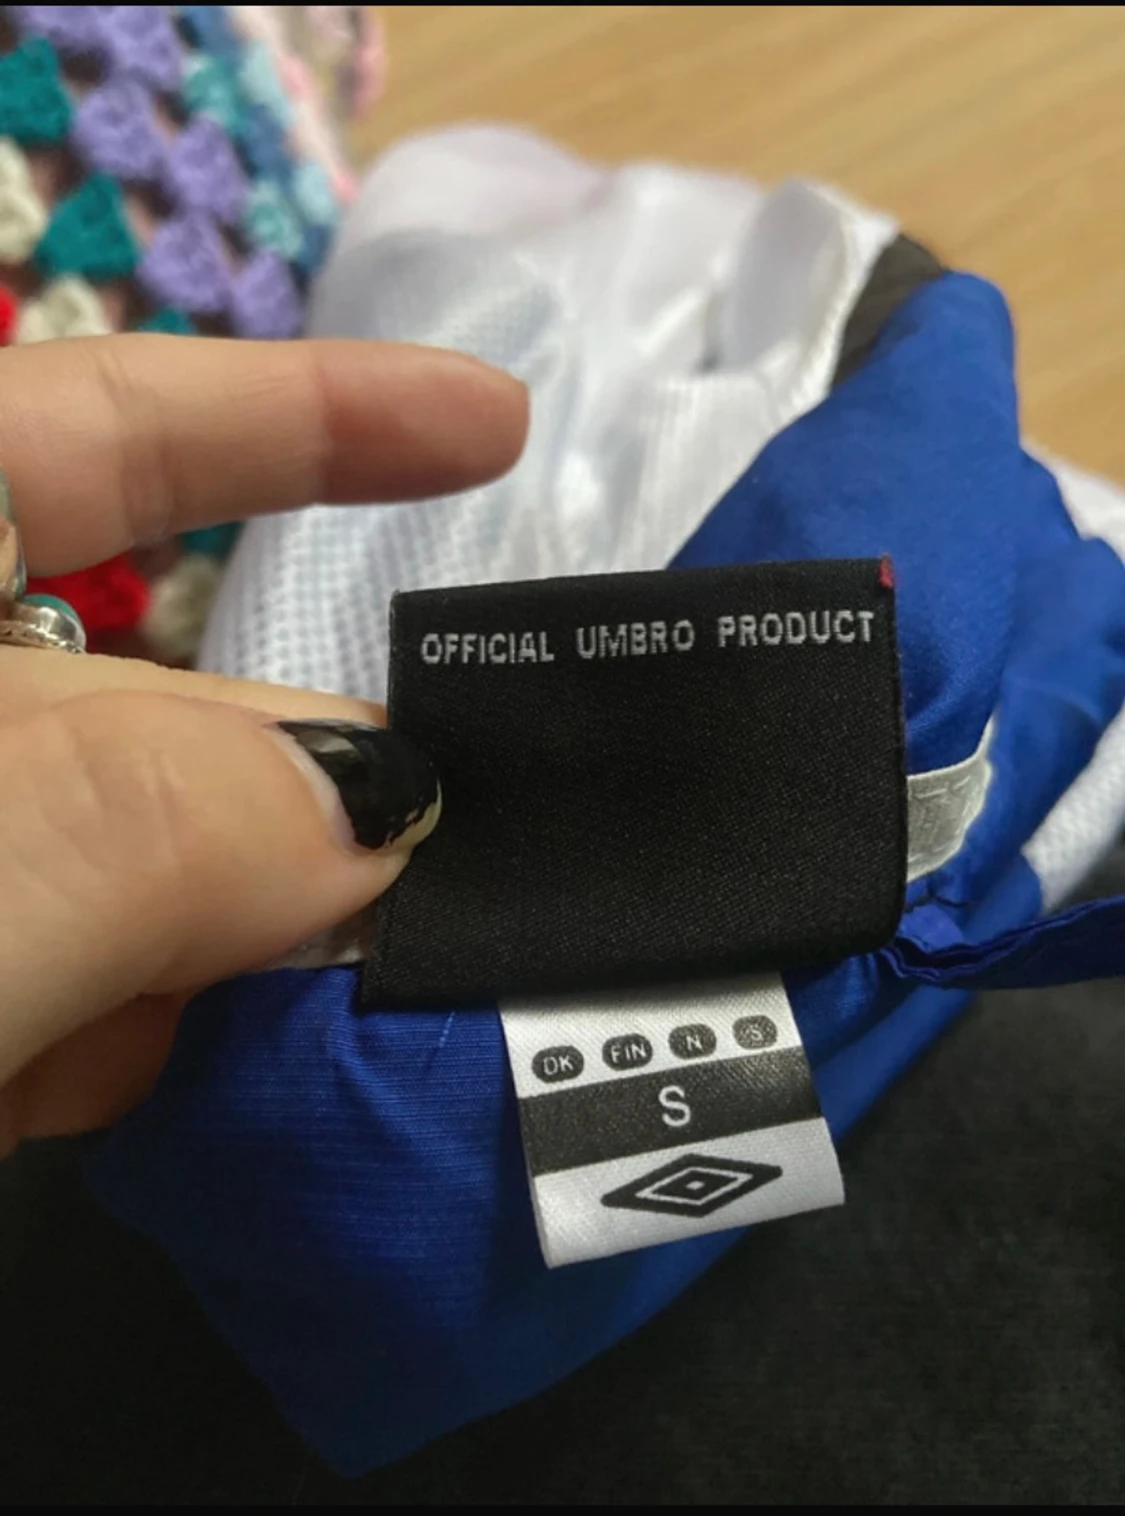 OFFICIAL UMBRO PRODUCT
DK FIN N S
S